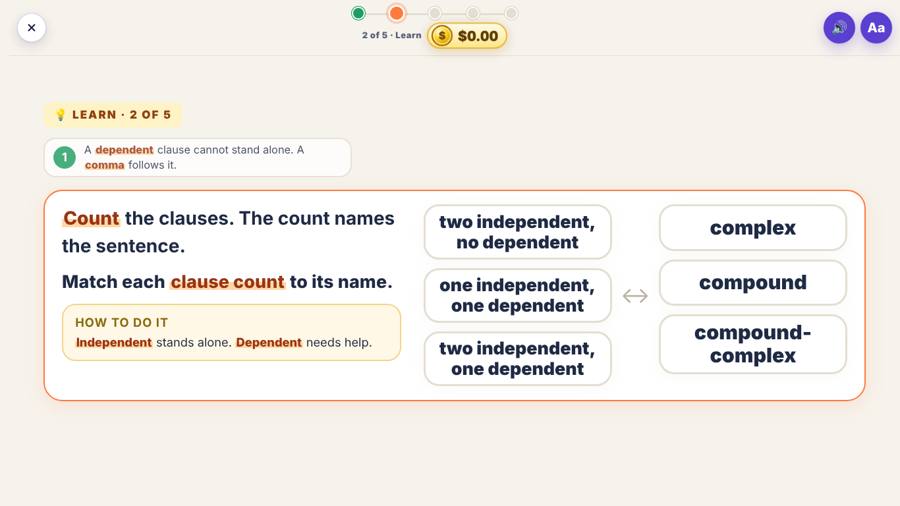 ✕
2 of 5 · Learn
$ $0.00
Aa
LEARN · 2 OF 5
1
A dependent clause cannot stand alone. A
comma follows it.
Count the clauses. The count names
the sentence.
Match each clause count to its name.
HOW TO DO IT
Independent stands alone. Dependent needs help.
two independent,
no dependent
one independent,
one dependent
two independent,
one dependent
complex
compound
compound-
complex